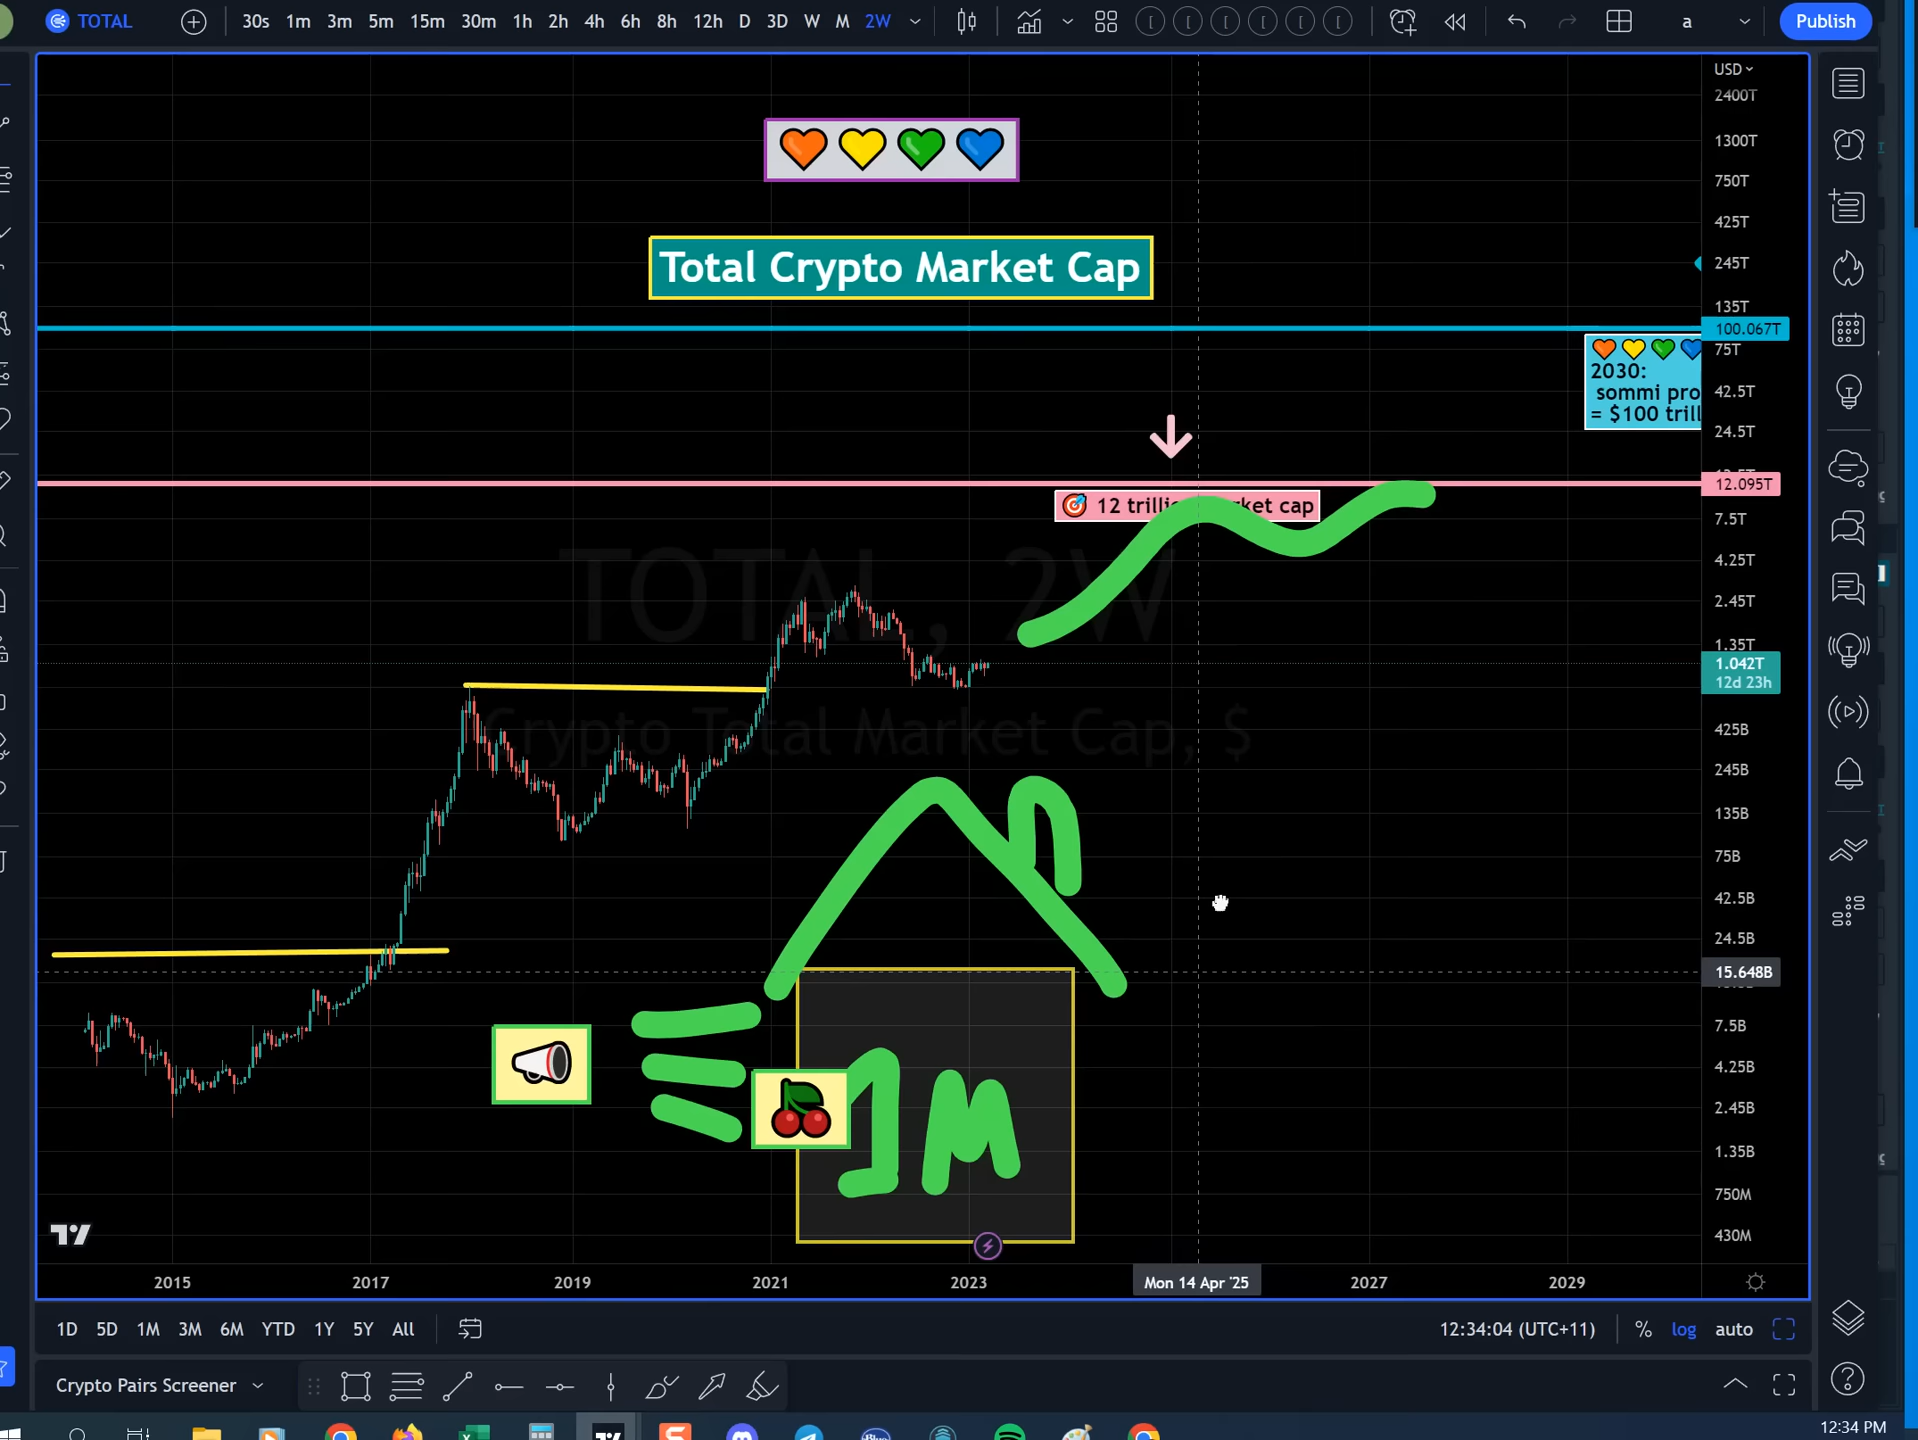 TOTAL
30s 1m 3m 5m 15m 30m 1h 2h 4h 6h 8h 12h D 3D W M 2W
a
Publish
USD
2400T
1300T
750T
425T
Total Crypto Market Cap
245T
135T
100.067T
75T
2030:
sommi pro
= $100 trill
42.5T
24.5T
12.095T
12 trilli ket cap
7.5T
TOTAL, 2W
4.25T
2.45T
1.35T
1.042T
12d 23h
Crypto Total Market Cap, $
425B
245B
135B
75B
42.5B
24.5B
15.648B
7.5B
4.25B
1M
2.45B
1.35B
750M
430M
2015 2017 2019 2021 2023 Mon 14 Apr '25 2027 2029
1D 5D 1M 3M 6M YTD 1Y 5Y All
12:34:04 (UTC+11) % log auto
Crypto Pairs Screener
12:34 PM